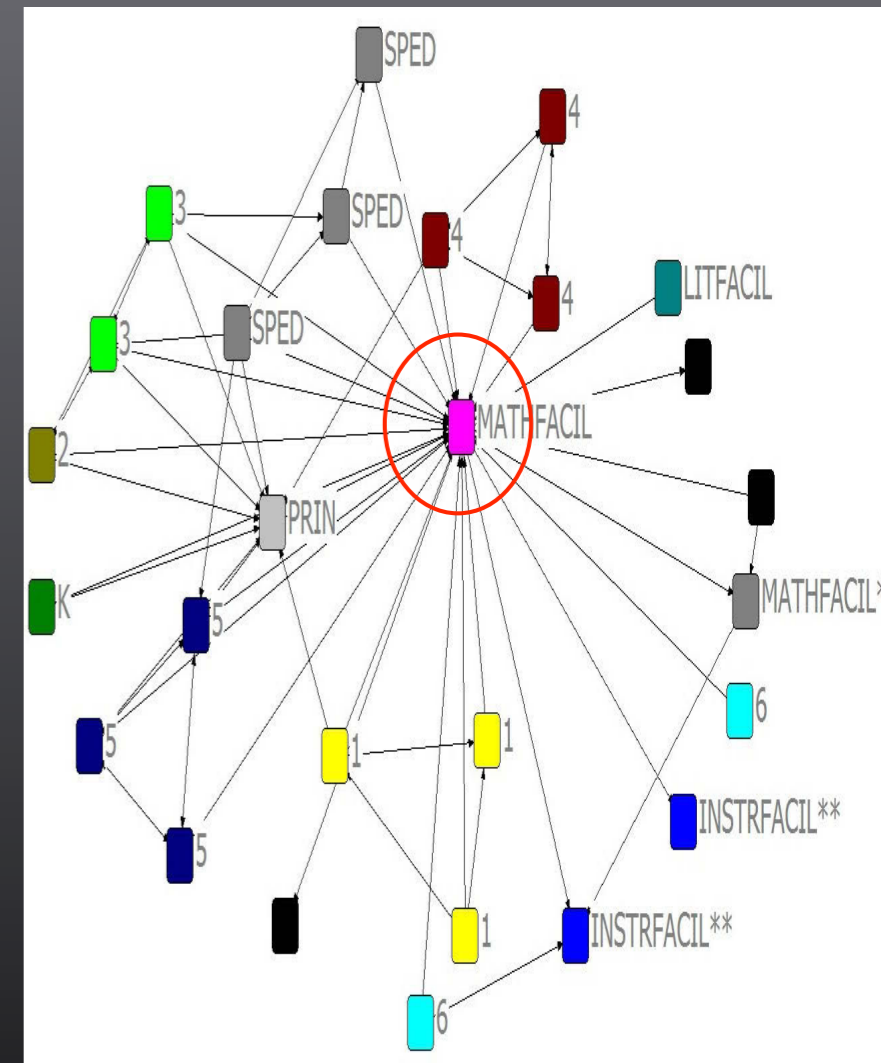 SPED
4
3
SPED
4
LITFACIL
4
SPED
3
MATHFACIL
2
PRIN
MATHFACIL*
K
5
6
1
1
5
INSTRFACIL**
5
INSTRFACIL**
1
6